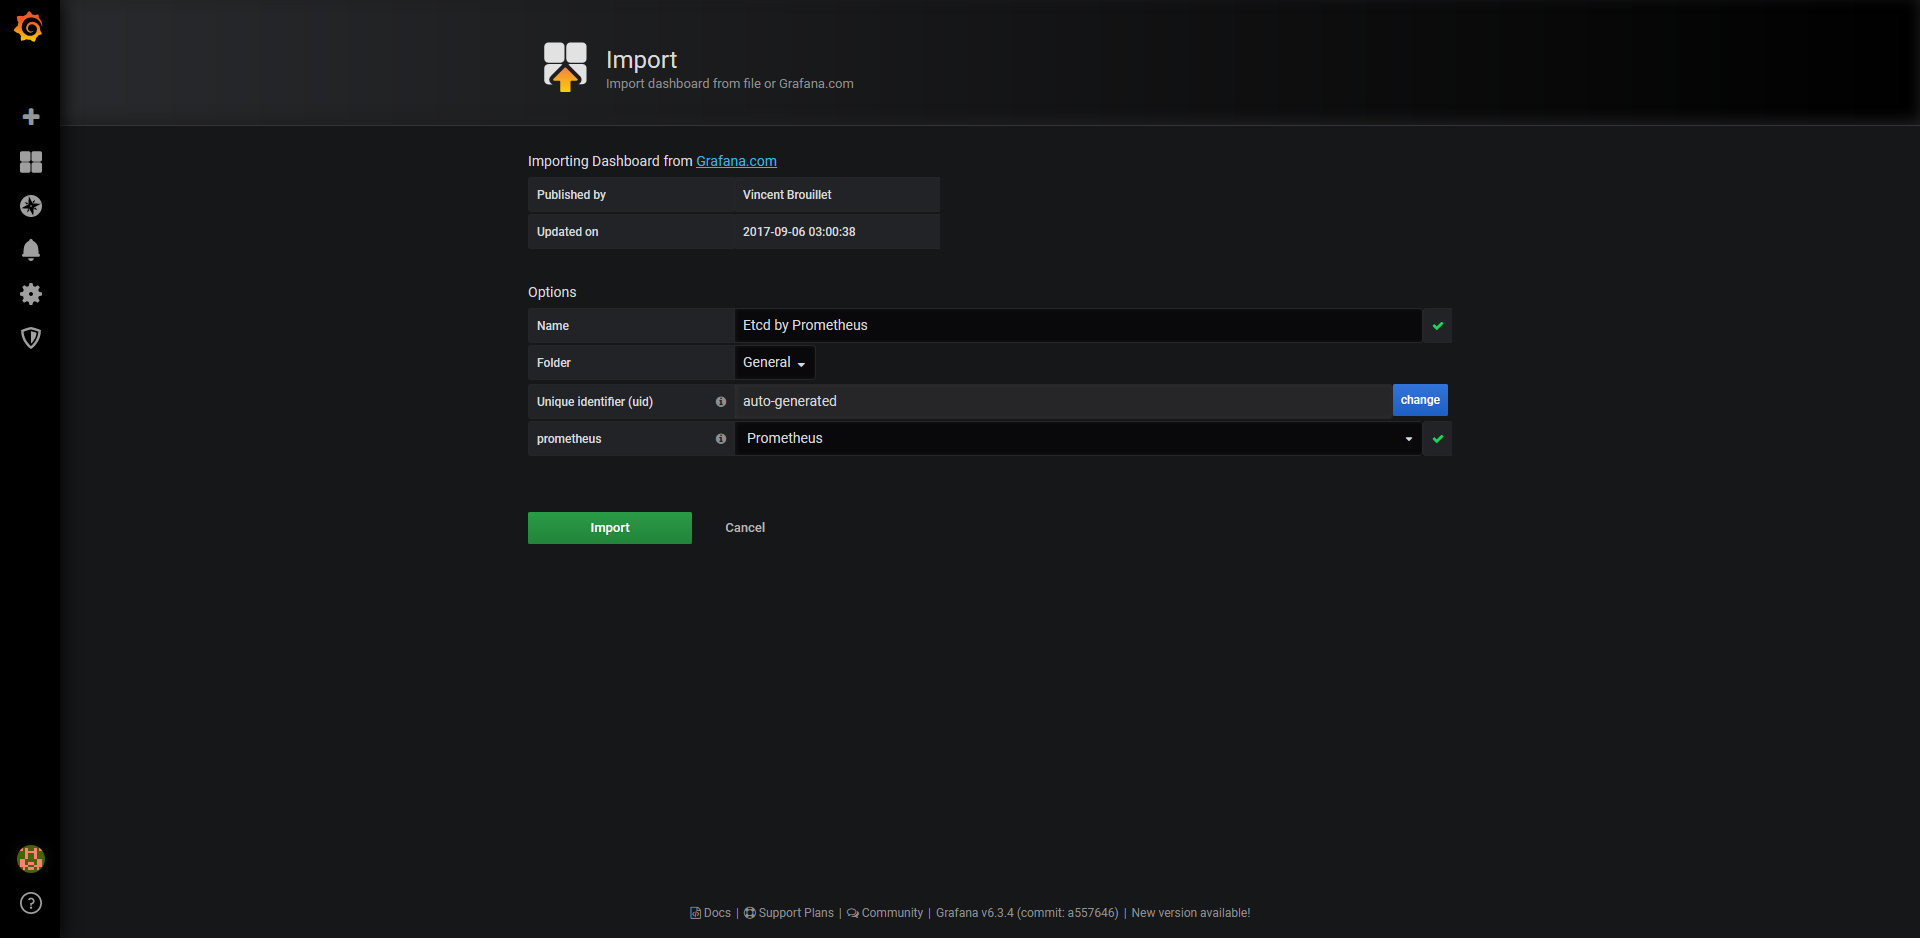 Import
Import dashboard from file or Grafana.com
Importing Dashboard from Grafana.com
Published by Vincent Brouillet
Updated on 2017-09-06 03:00:38
Options
Name Etcd by Prometheus
Folder General
Unique identifier (uid) auto-generated change
prometheus Prometheus
Import Cancel
Docs | Support Plans | Community | Grafana v6.3.4 (commit: a557646) | New version available!